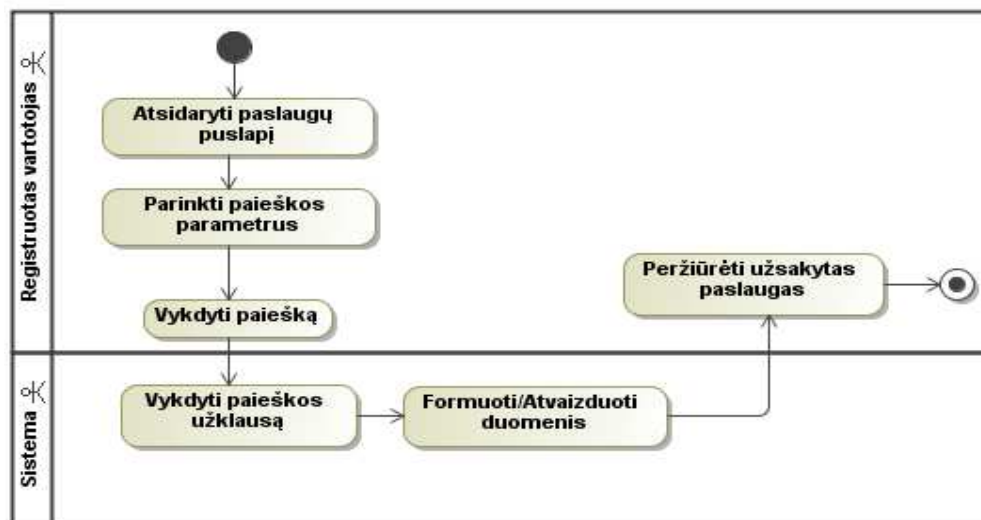 Registruotas vartotojas
Atsidaryti paslaugų
puslapį
Parinkti paieškos
parametrus
Vykdyti paiešką
Peržiūrėti užsakytas
paslaugas
Sistema
Vykdyti paieškos
užklausą
Formuoti/Atvaizduoti
duomenis